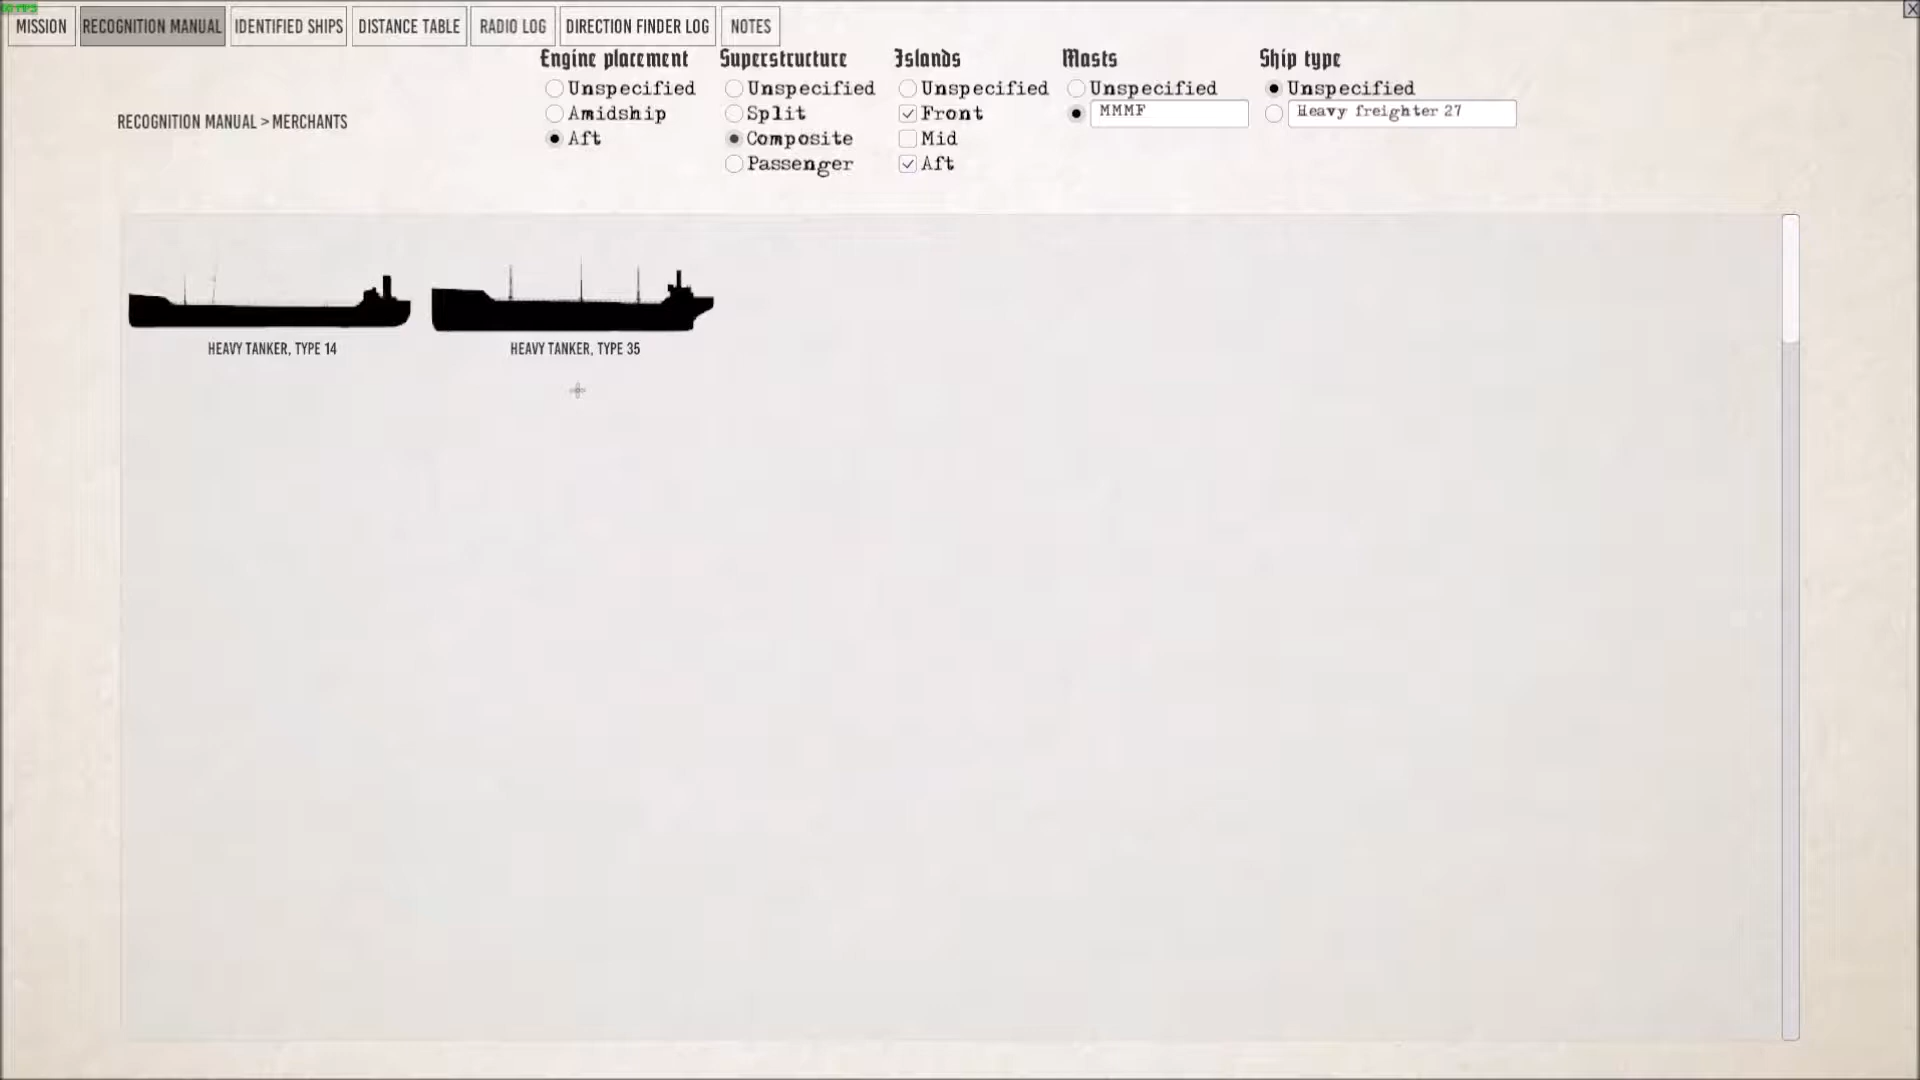 MISSION RECOGNITION MANUAL IDENTIFIED SHIPS DISTANCE TABLE RADIO LOG DIRECTION FINDER LOG NOTES X
RECOGNITION MANUAL > MERCHANTS
Engine placement
Unspecified
Amidship
Aft
Superstructure
Unspecified
Split
Composite
Passenger
Islands
Unspecified
Front
Mid
Aft
Masts
Unspecified
MMMF
Ship type
Unspecified
Heavy freighter 27
HEAVY TANKER, TYPE 14
HEAVY TANKER, TYPE 35